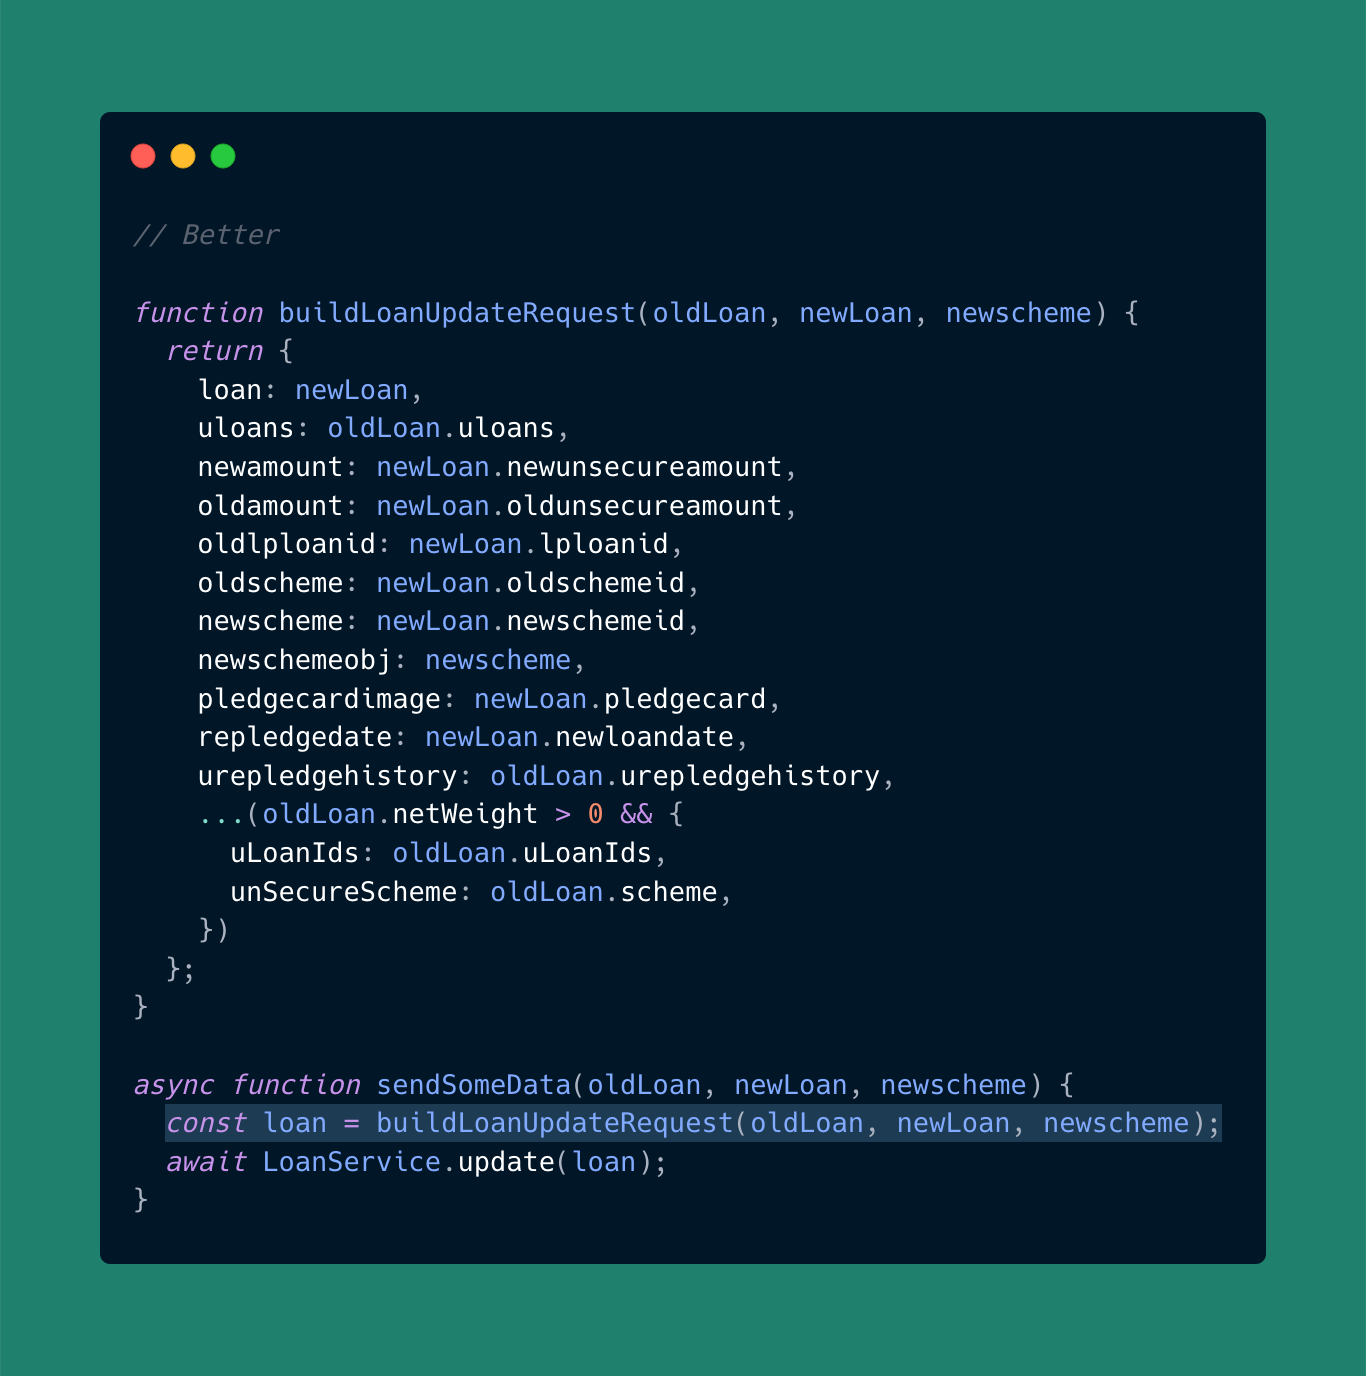 // Better
function buildLoanUpdateRequest(oldLoan, newLoan, newscheme) {
  return {
    loan: newLoan,
    uloans: oldLoan.uloans,
    newamount: newLoan.newunsecureamount,
    oldamount: newLoan.oldunsecureamount,
    oldlploanid: newLoan.lploanid,
    oldscheme: newLoan.oldschemeid,
    newscheme: newLoan.newschemeid,
    newschemeobj: newscheme,
    pledgecardimage: newLoan.pledgecard,
    repledgedate: newLoan.newloandate,
    urepledgehistory: oldLoan.urepledgehistory,
    ...(oldLoan.netWeight > 0 && {
      uLoanIds: oldLoan.uLoanIds,
      unSecureScheme: oldLoan.scheme,
    })
  };
}
async function sendSomeData(oldLoan, newLoan, newscheme) {
  const loan = buildLoanUpdateRequest(oldLoan, newLoan, newscheme);
  await LoanService.update(loan);
}